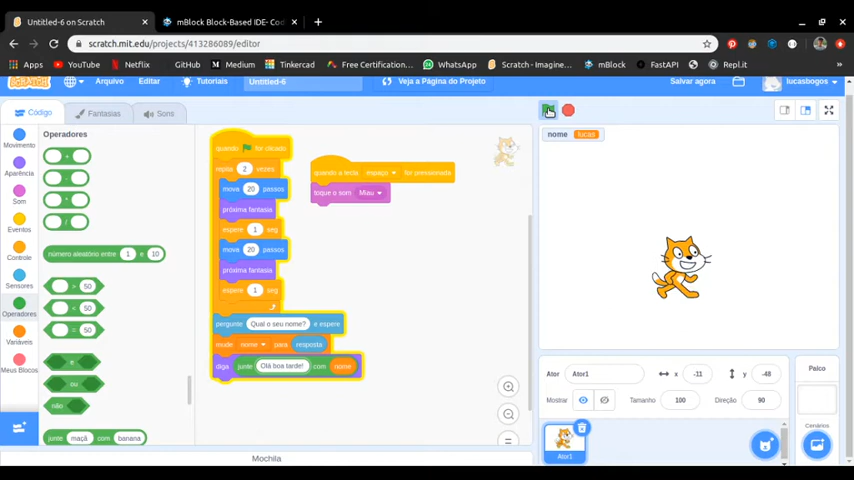 Untitled-6 on Scratch
mBlock Block-Based IDE- Co
scratch.mit.edu/projects/413286089/editor
Apps YouTube Netflix GitHub Medium Tinkercad Free Certification... Scratch - Imagine... mBlock FastAPI Repl.it
Arquivo Editar Tutoriais Untitled-6 Veja a Página do Projeto Salvar agora lucasbogos
Código Fantasias Sons
Movimento
Aparência
Som
Eventos
Controle
Sensores
Operadores
Variáveis
Meus Blocos
Operadores
+
-
*
/
número aleatório entre 1 e 10
> 50
< 50
= 50
e
ou
não
junte maçã com banana
quando for clicado
repita 2 vezes
mova 20 passos
próxima fantasia
espere 1 seg
mova 20 passos
próxima fantasia
espere 1 seg
pergunte Qual o seu nome? e espere
mude nome para resposta
diga junte Olá boa tarde! com nome
quando a tecla espaço for pressionada
toque o som Miau
nome lucas
Ator Ator1 x -11 y -48
Mostrar Tamanho 100 Direção 90
Ator1
Palco
Cenários
Mochila